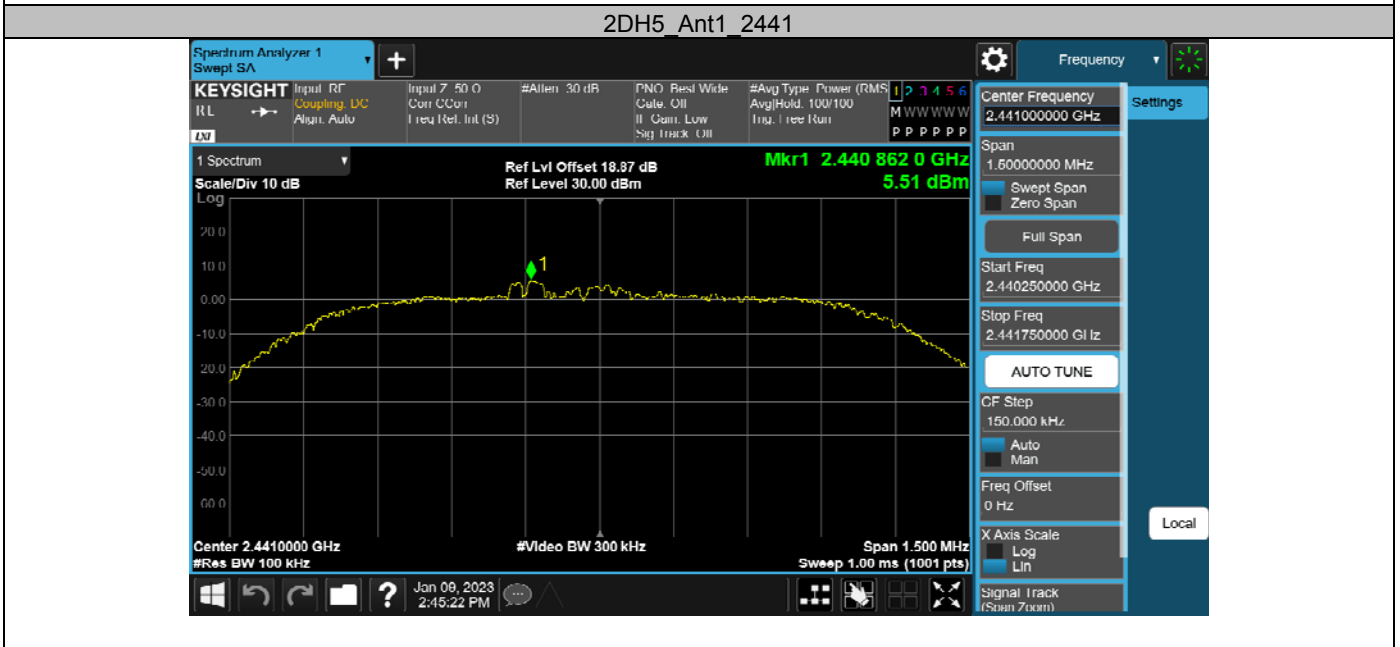 2DH5_Ant1_2441
Spectrum Analyzer 1
Swept SA
+
Frequency
KEYSIGHT
RL
LXI
Input: RF
Coupling: DC
Align: Auto
Input Z: 50 Ω
Corr CCorr
Freq Ref: Int (S)
#Atten: 30 dB
PNO: Best Wide
Gate: Off
IF Gain: Low
Sig Track: Off
#Avg Type: Power (RMS
Avg|Hold: 100/100
Trig: Free Run
1 2 3 4 5 6
M W W W W W
P P P P P P
1 Spectrum
Scale/Div 10 dB
Log
Ref Lvl Offset 18.87 dB
Ref Level 30.00 dBm
Mkr1 2.440 862 0 GHz
5.51 dBm
20.0
10.0
0.00
-10.0
-20.0
-30.0
-40.0
-50.0
-60.0
1
Center 2.4410000 GHz
#Res BW 100 kHz
#Video BW 300 kHz
Span 1.500 MHz
Sweep 1.00 ms (1001 pts)
Center Frequency
2.441000000 GHz
Settings
Span
1.50000000 MHz
Swept Span
Zero Span
Full Span
Start Freq
2.440250000 GHz
Stop Freq
2.441750000 GHz
AUTO TUNE
CF Step
150.000 kHz
Auto
Man
Freq Offset
0 Hz
X Axis Scale
Log
Lin
Local
Signal Track
(Span Zoom)
?
Jan 09, 2023
2:45:22 PM